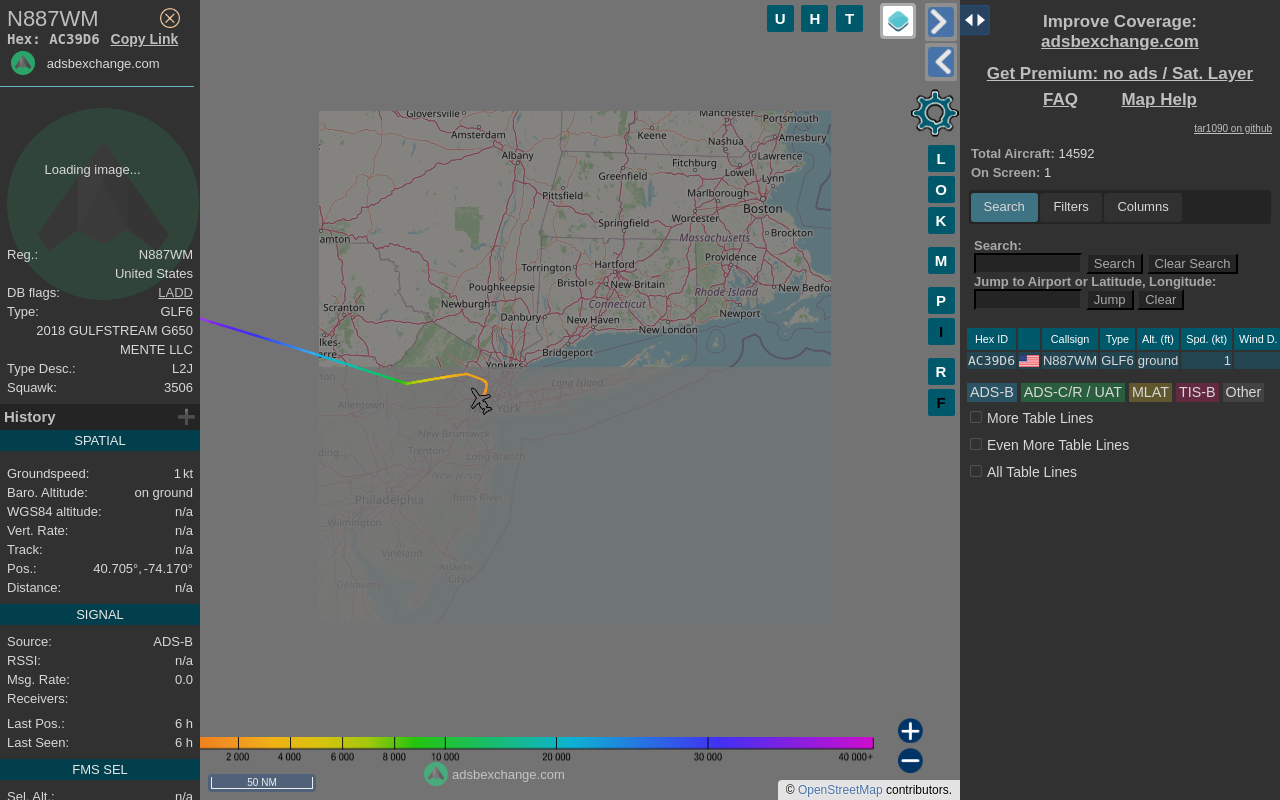 N887WM
Hex: AC39D6 Copy Link
adsbexchange.com
Loading image...
Reg.: N887WM
United States
DB flags: LADD
Type: GLF6
2018 GULFSTREAM G650
MENTE LLC
Type Desc.: L2J
Squawk: 3506
History
SPATIAL
Groundspeed: 1 kt
Baro. Altitude: on ground
WGS84 altitude: n/a
Vert. Rate: n/a
Track: n/a
Pos.: 40.705°, -74.170°
Distance: n/a
SIGNAL
Source: ADS-B
RSSI: n/a
Msg. Rate: 0.0
Receivers:
Last Pos.: 6 h
Last Seen: 6 h
FMS SEL
Sel. Alt.: n/a
U H T
L
O
K
M
P
I
R
F
Gloversville
Manchester
Portsmouth
Amsterdam
Keene
Nashua
Amesbury
Albany
Fitchburg
Lawrence
Greenfield
Lowell
Lynn
Pittsfield
Marlborough
Boston
Springfield
Worcester
Brockton
amton
Massachusetts
Torrington
Hartford
Providence
Poughkeepsie
Bristol
New Britain
New Bedfo
Scranton
Newburgh
Connecticut
Rhode Island
Danbury
New Haven
Newport
New London
lkes-
rre
Bridgeport
Yonkers
ton
Long Island
Allentown
York
New Brunswick
ding...
Trenton
Long Branch
New Jersey
Philadelphia
Toms River
Wilmington
Vineland
Atlantic
City
Delaware
2 000 4 000 6 000 8 000 10 000 20 000 30 000 40 000+
50 NM
adsbexchange.com
© OpenStreetMap contributors.
Improve Coverage:
adsbexchange.com
Get Premium: no ads / Sat. Layer
FAQ Map Help
tar1090 on github
Total Aircraft: 14592
On Screen: 1
Search Filters Columns
Search:
Search Clear Search
Jump to Airport or Latitude, Longitude:
Jump Clear
Hex ID Callsign Type Alt. (ft) Spd. (kt) Wind D.
AC39D6 N887WM GLF6 ground 1
ADS-B ADS-C/R / UAT MLAT TIS-B Other
More Table Lines
Even More Table Lines
All Table Lines